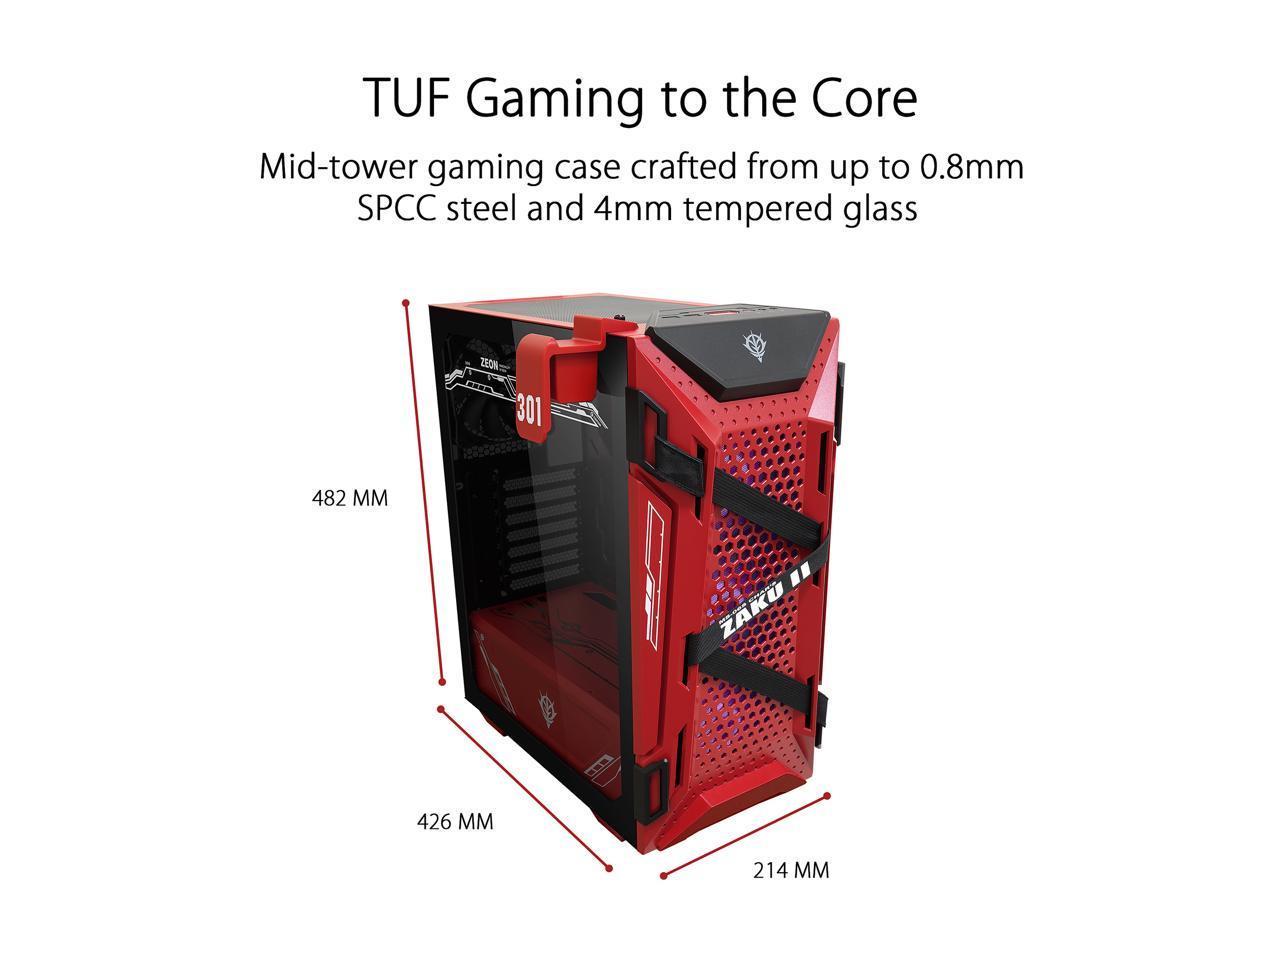 TUF Gaming to the Core
Mid-tower gaming case crafted from up to 0.8mm
SPCC steel and 4mm tempered glass
ZEON
301
482 MM
ZAKU II
426 MM
214 MM